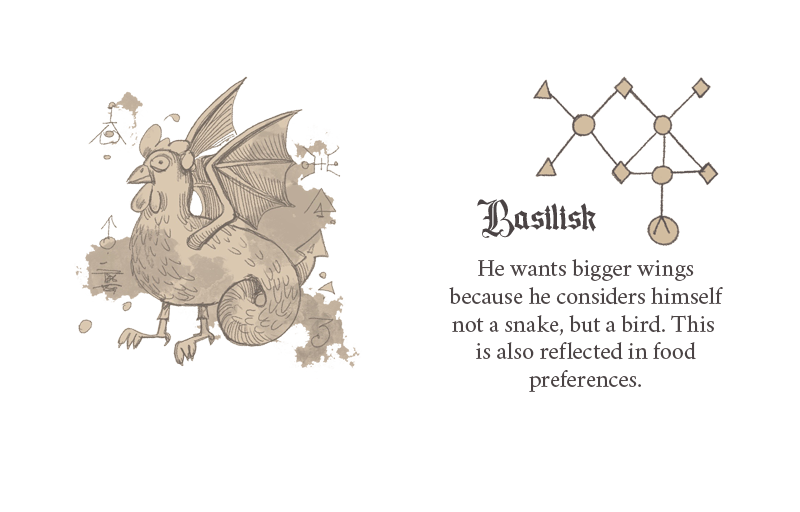 Basilisk
He wants bigger wings
because he considers himself
not a snake, but a bird. This
is also reflected in food
preferences.